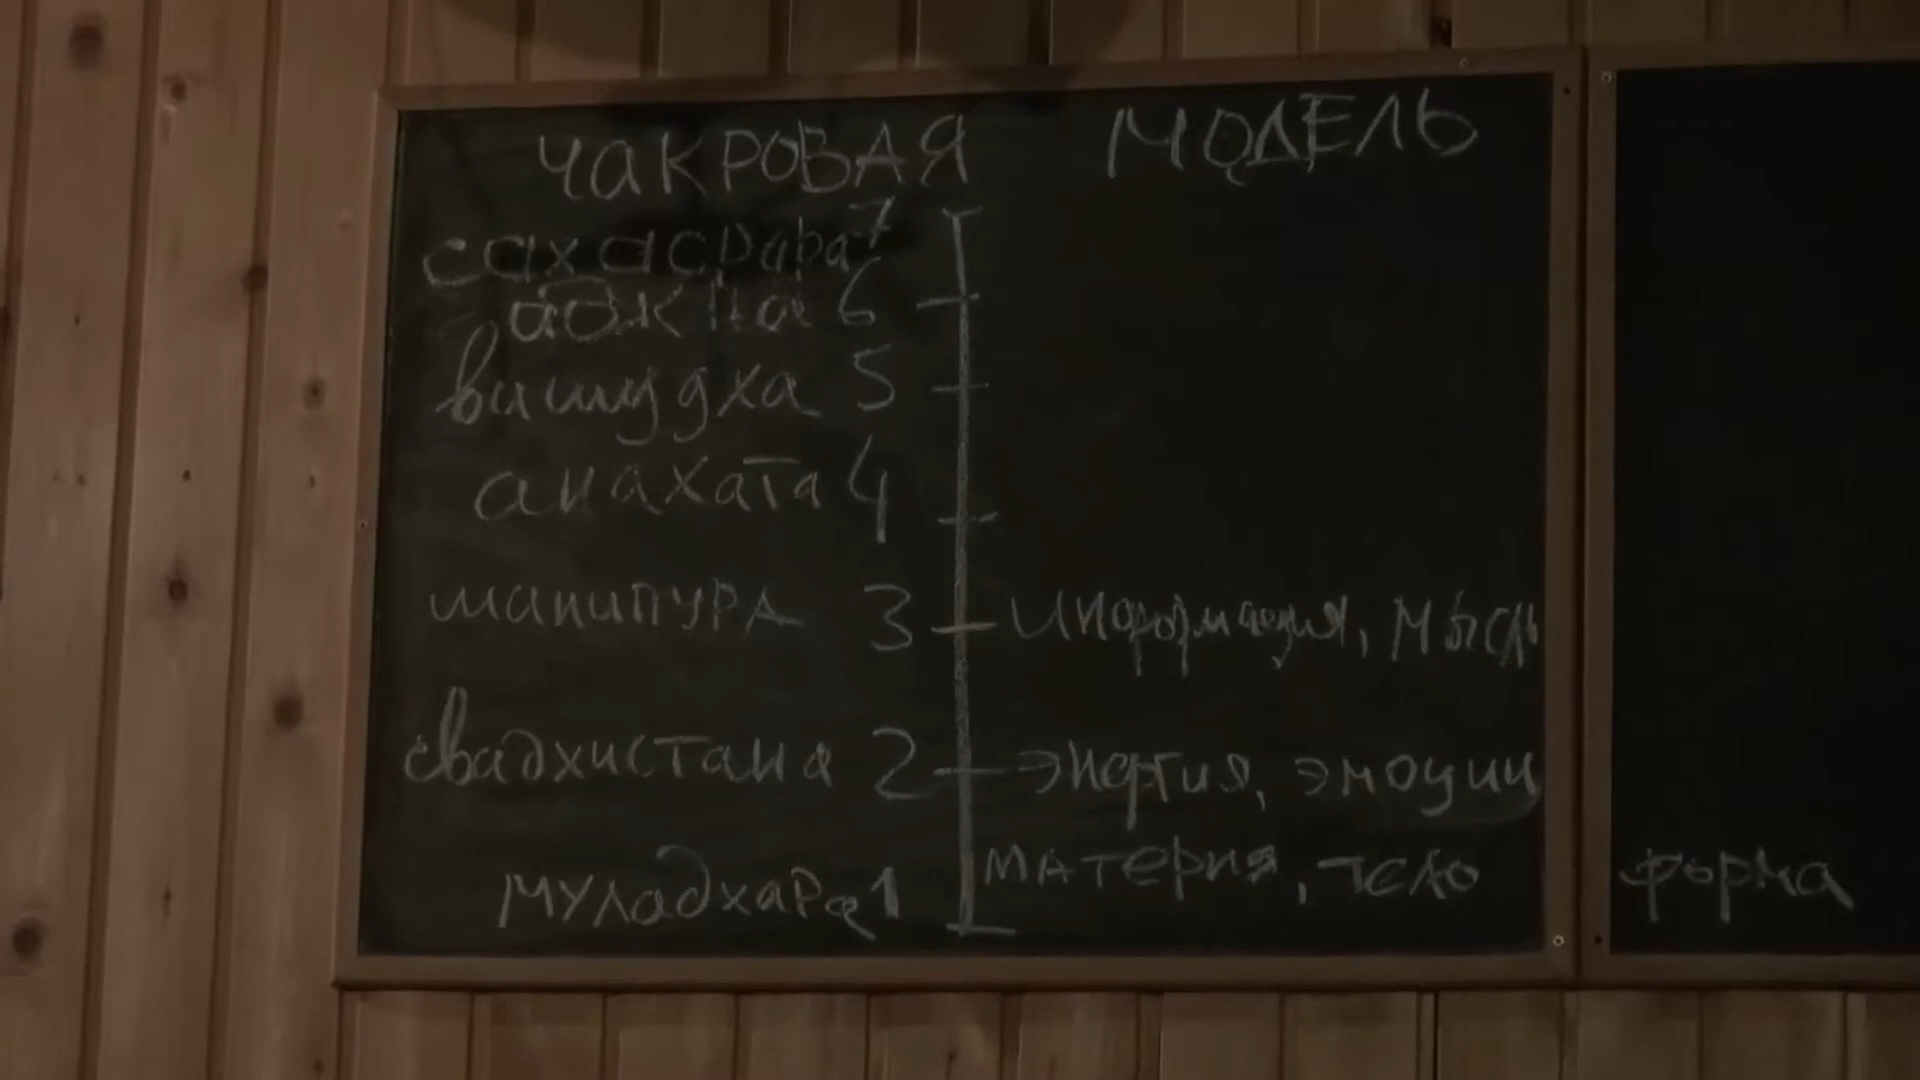 ЧАКРОВАЯ МОДЕЛЬ
сахасрара 7
аджна 6
вишудха 5
анахата 4
манипура 3 информация, мысль
свадхистана 2 энергия, эмоции
муладхара 1 материя, тело форма